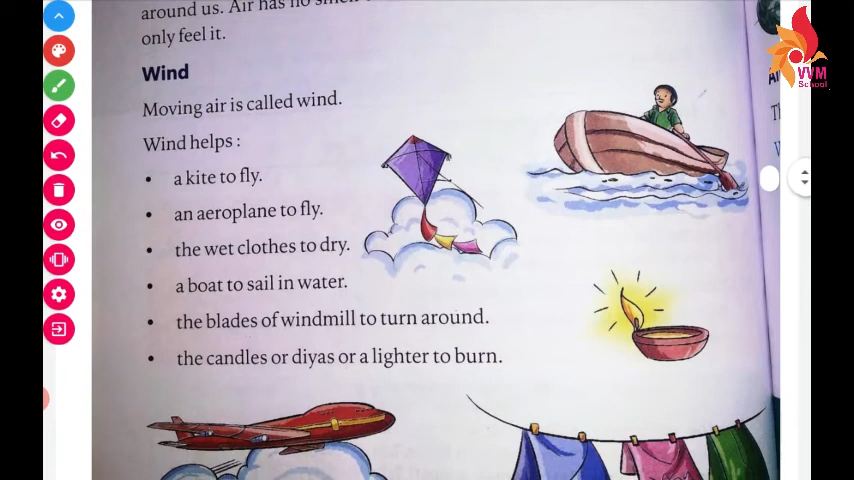 around us. Air has no smell
only feel it.
Wind
Moving air is called wind.
Wind helps :
• a kite to fly.
• an aeroplane to fly.
• the wet clothes to dry.
• a boat to sail in water.
• the blades of windmill to turn around.
• the candles or diyas or a lighter to burn.
VVM
School